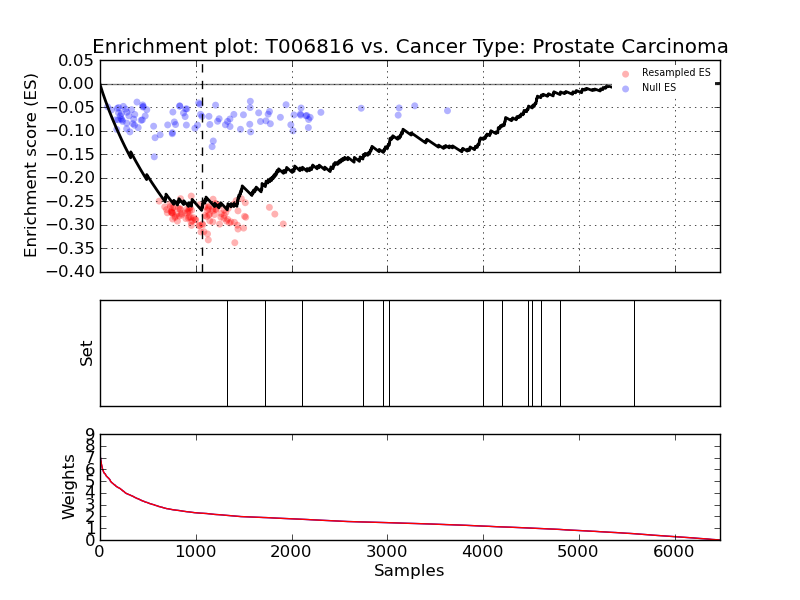 Enrichment plot: T006816 vs. Cancer Type: Prostate Carcinoma
Enrichment score (ES)
0.05
0.00
−0.05
−0.10
−0.15
−0.20
−0.25
−0.30
−0.35
−0.40
Resampled ES
Null ES
Set
Weights
9
8
7
6
5
4
3
2
1
0
0 1000 2000 3000 4000 5000 6000
Samples